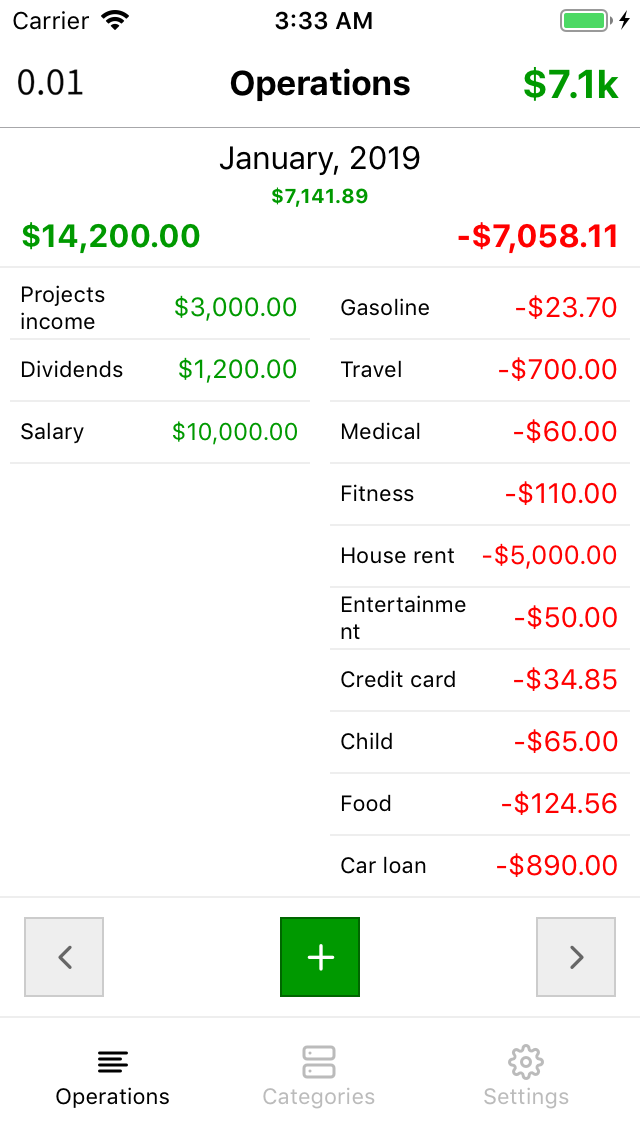 Carrier 3:33 AM
0.01 Operations $7.1k
January, 2019
$7,141.89
$14,200.00 -$7,058.11
Projects
income $3,000.00
Dividends $1,200.00
Salary $10,000.00
Gasoline -$23.70
Travel -$700.00
Medical -$60.00
Fitness -$110.00
House rent -$5,000.00
Entertainme
nt -$50.00
Credit card -$34.85
Child -$65.00
Food -$124.56
Car loan -$890.00
+
Operations Categories Settings